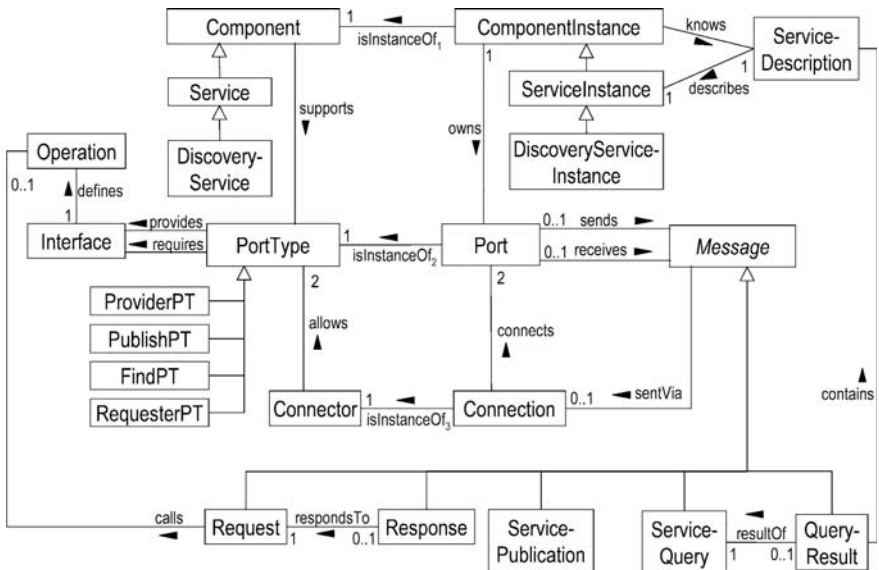 Component
1
isInstanceOf1
ComponentInstance
knows
1
Service-
Description
1
Service
supports
owns
ServiceInstance
1
describes
Discovery-
Service
DiscoveryService-
Instance
Operation
0..1
defines
1
Interface
provides
requires
PortType
1
isInstanceOf2
Port
0..1
sends
0..1
receives
Message
2
2
ProviderPT
PublishPT
FindPT
RequesterPT
allows
connects
Connector
1
isInstanceOf3
Connection
0..1
sentVia
contains
calls
Request
1
respondsTo
0..1
Response
Service-
Publication
Service-
Query
1
resultOf
0..1
Query-
Result